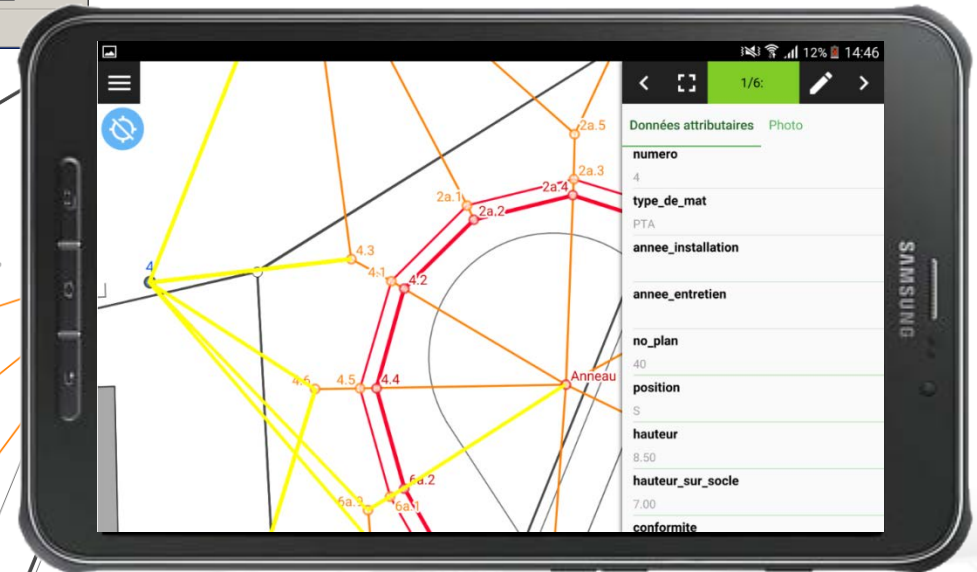 12% 14:46
1/6:
Données attributaires Photo
numero
4
type_de_mat
PTA
annee_installation
annee_entretien
no_plan
40
position
S
hauteur
8.50
hauteur_sur_socle
7.00
conformite
2a.5
2a.3
2a.4
2a.1
2a.2
4.3
4
4.1
4.2
4.6
4.5
4.4
Anneau
6a.2
6a.1
SAMSUNG